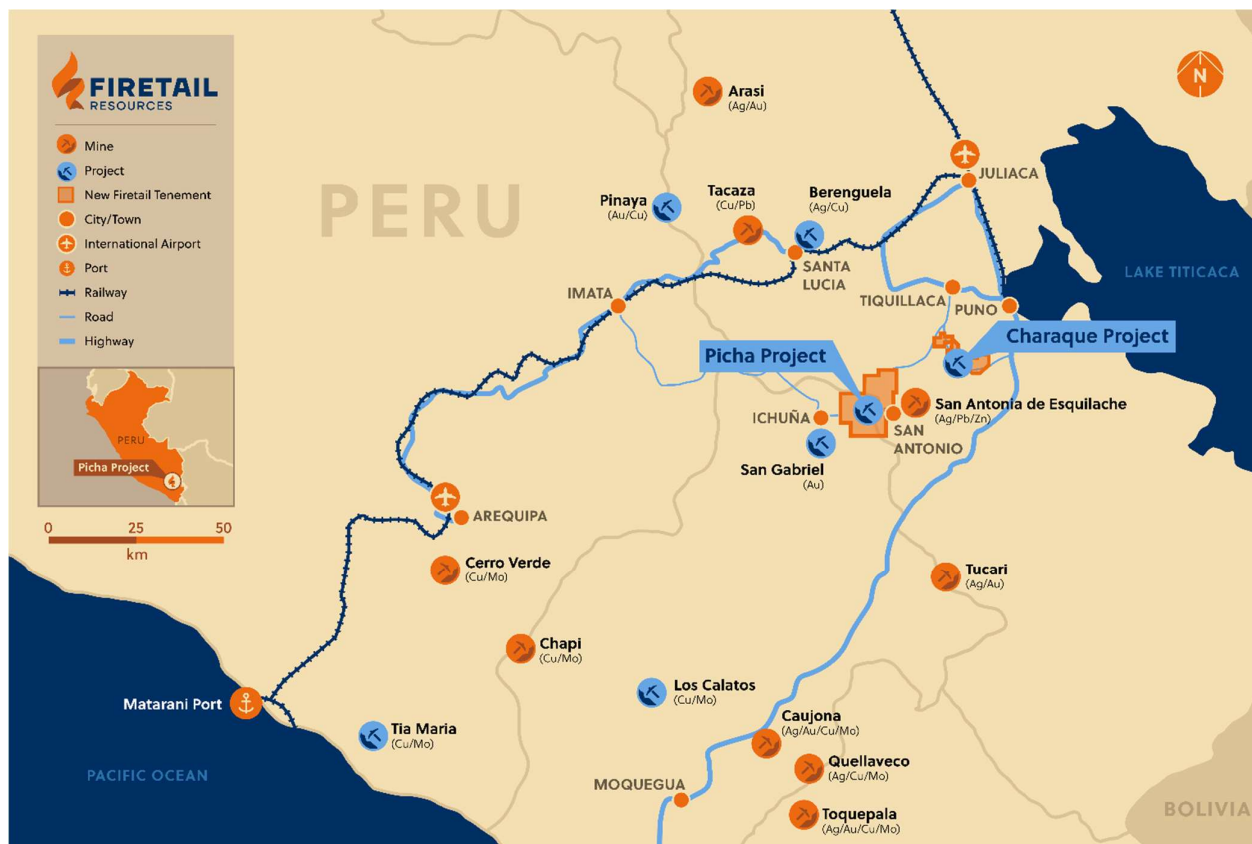 FIRETAIL
RESOURCES
Mine
Project
New Firetail Tenement
City/Town
International Airport
Port
Railway
Road
Highway
PERU
Picha Project
0 25 50
km
N
PERU
Arasi
(Ag/Au)
JULIACA
Pinaya
(Au/Cu)
Tacaza
(Cu/Pb)
Berenguela
(Ag/Cu)
SANTA
LUCIA
IMATA
TIQUILLACA
PUNO
LAKE TITICACA
Charaque Project
Picha Project
San Antonia de Esquilache
(Ag/Pb/Zn)
ICHUÑA
SAN
ANTONIO
San Gabriel
(Au)
AREQUIPA
Cerro Verde
(Cu/Mo)
Tucari
(Ag/Au)
Chapi
(Cu/Mo)
Los Calatos
(Cu/Mo)
Matarani Port
Tia Maria
(Cu/Mo)
Caujona
(Ag/Au/Cu/Mo)
Quellaveco
(Ag/Cu/Mo)
PACIFIC OCEAN
MOQUEGUA
Toquepala
(Ag/Au/Cu/Mo)
BOLIVIA